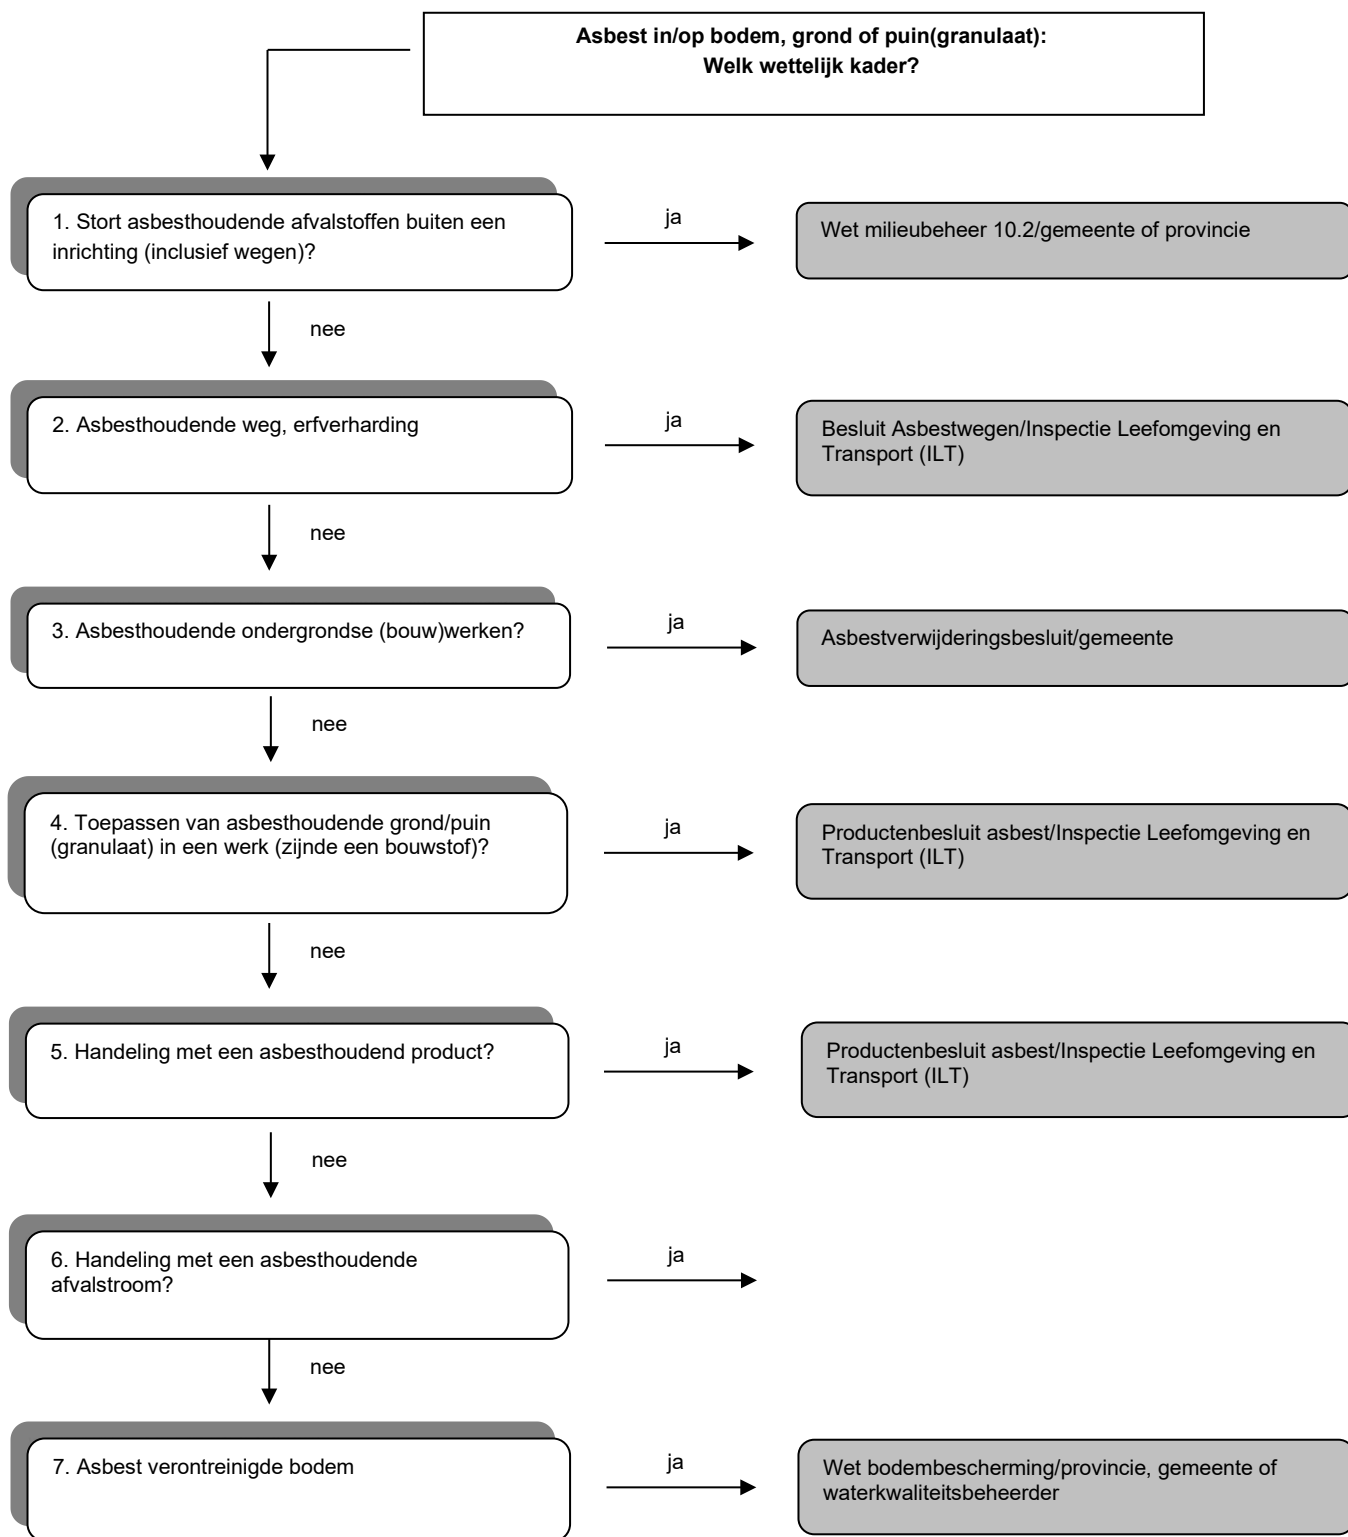 Asbest in/op bodem, grond of puin(granulaat):
Welk wettelijk kader?
1. Stort asbesthoudende afvalstoffen buiten een
inrichting (inclusief wegen)?
ja
Wet milieubeheer 10.2/gemeente of provincie
nee
2. Asbesthoudende weg, erfverharding
ja
Besluit Asbestwegen/Inspectie Leefomgeving en
Transport (ILT)
nee
3. Asbesthoudende ondergrondse (bouw)werken?
ja
Asbestverwijderingsbesluit/gemeente
nee
4. Toepassen van asbesthoudende grond/puin
(granulaat) in een werk (zijnde een bouwstof)?
ja
Productenbesluit asbest/Inspectie Leefomgeving en
Transport (ILT)
nee
5. Handeling met een asbesthoudend product?
ja
Productenbesluit asbest/Inspectie Leefomgeving en
Transport (ILT)
nee
6. Handeling met een asbesthoudende
afvalstroom?
ja
nee
7. Asbest verontreinigde bodem
ja
Wet bodembescherming/provincie, gemeente of
waterkwaliteitsbeheerder